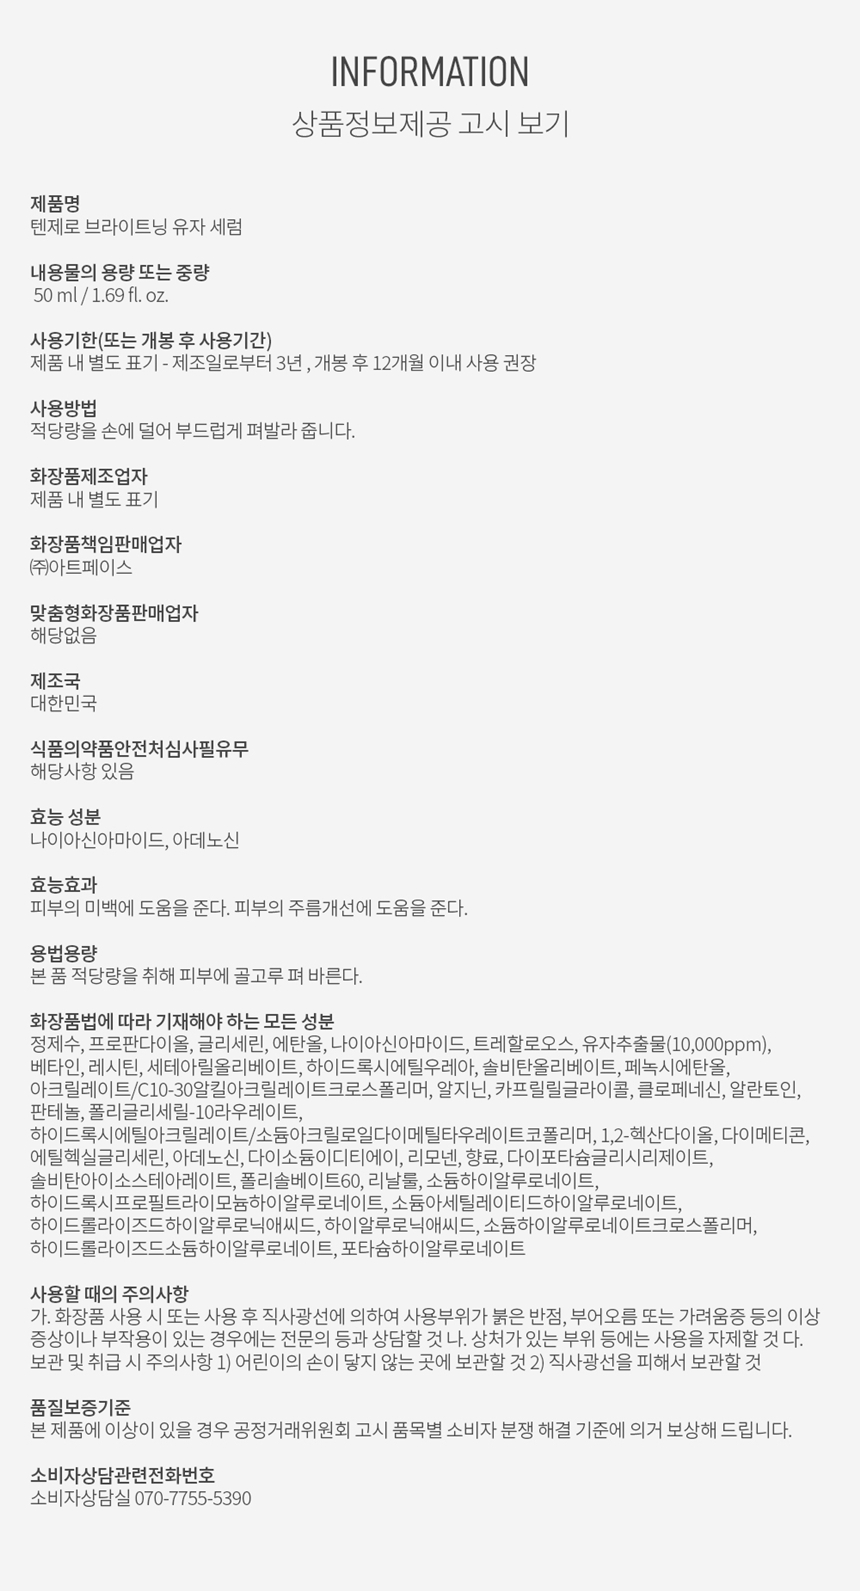 INFORMATION
상품정보제공 고시 보기
제품명
텐제로 브라이트닝 유자 세럼
내용물의 용량 또는 중량
50 ml / 1.69 fl. oz.
사용기한(또는 개봉 후 사용기간)
제품 내 별도 표기 - 제조일로부터 3년 , 개봉 후 12개월 이내 사용 권장
사용방법
적당량을 손에 덜어 부드럽게 펴발라 줍니다.
화장품제조업자
제품 내 별도 표기
화장품책임판매업자
㈜아트페이스
맞춤형화장품판매업자
해당없음
제조국
대한민국
식품의약품안전처심사필유무
해당사항 있음
효능 성분
나이아신아마이드, 아데노신
효능효과
피부의 미백에 도움을 준다. 피부의 주름개선에 도움을 준다.
용법용량
본 품 적당량을 취해 피부에 골고루 펴 바른다.
화장품법에 따라 기재해야 하는 모든 성분
정제수, 프로판다이올, 글리세린, 에탄올, 나이아신아마이드, 트레할로오스, 유자추출물(10,000ppm),
베타인, 레시틴, 세테아릴올리베이트, 하이드록시에틸우레아, 솔비탄올리베이트, 페녹시에탄올,
아크릴레이트/C10-30알킬아크릴레이트크로스폴리머, 알지닌, 카프릴릴글라이콜, 클로페네신, 알란토인,
판테놀, 폴리글리세릴-10라우레이트,
하이드록시에틸아크릴레이트/소듐아크릴로일다이메틸타우레이트코폴리머, 1,2-헥산다이올, 다이메티콘,
에틸헥실글리세린, 아데노신, 다이소듐이디티에이, 리모넨, 향료, 다이포타슘글리시리제이트,
솔비탄아이소스테아레이트, 폴리솔베이트60, 리날룰, 소듐하이알루로네이트,
하이드록시프로필트라이모늄하이알루로네이트, 소듐아세틸레이티드하이알루로네이트,
하이드롤라이즈드하이알루로닉애씨드, 하이알루로닉애씨드, 소듐하이알루로네이트크로스폴리머,
하이드롤라이즈드소듐하이알루로네이트, 포타슘하이알루로네이트
사용할 때의 주의사항
가. 화장품 사용 시 또는 사용 후 직사광선에 의하여 사용부위가 붉은 반점, 부어오름 또는 가려움증 등의 이상
증상이나 부작용이 있는 경우에는 전문의 등과 상담할 것 나. 상처가 있는 부위 등에는 사용을 자제할 것 다.
보관 및 취급 시 주의사항 1) 어린이의 손이 닿지 않는 곳에 보관할 것 2) 직사광선을 피해서 보관할 것
품질보증기준
본 제품에 이상이 있을 경우 공정거래위원회 고시 품목별 소비자 분쟁 해결 기준에 의거 보상해 드립니다.
소비자상담관련전화번호
소비자상담실 070-7755-5390